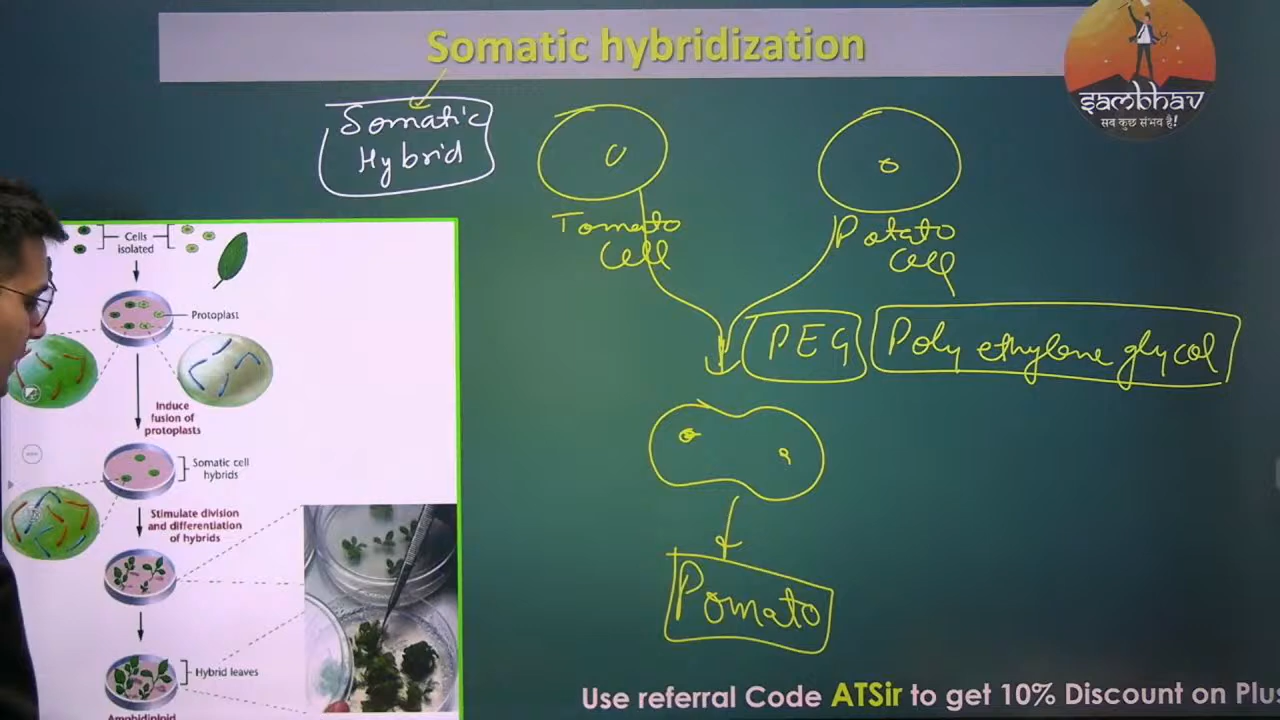 Somatic hybridization
sambhav
सब कुछ संभव है!
Somatic
Hybrid
Tomato
Cell
Potato
Cell
PEG
Polyethylene glycol
Pomato
Cells
isolated
Protoplast
Induce
fusion of
protoplasts
Somatic cell
hybrids
Stimulate division
and differentiation
of hybrids
Hybrid leaves
Amphidiploid
Use referral Code ATSir to get 10% Discount on Plus